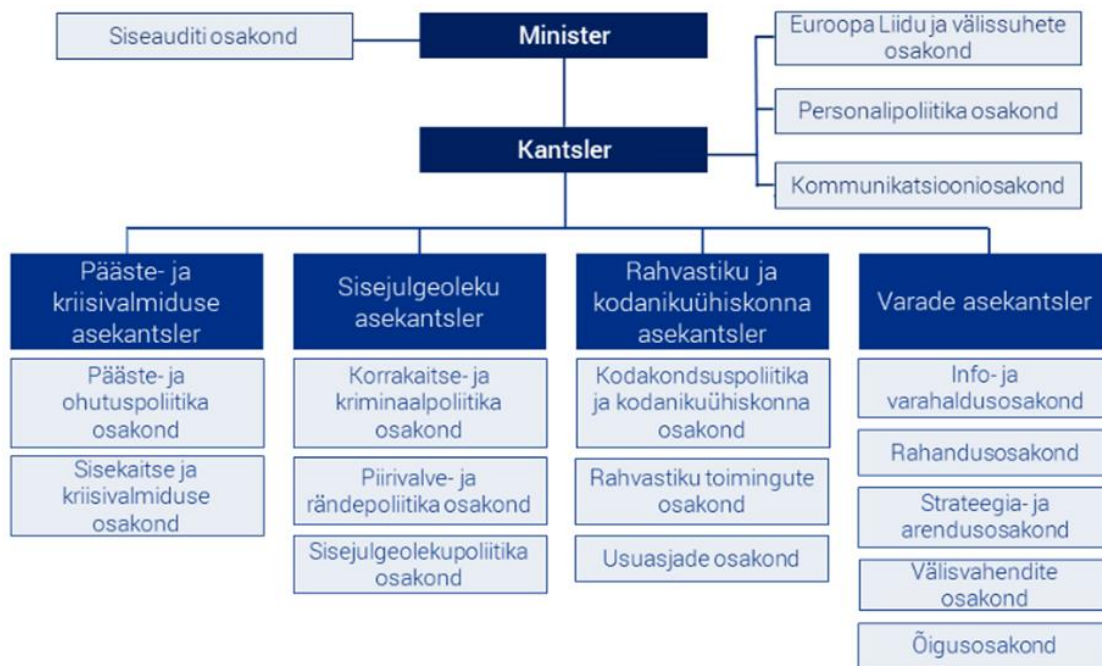 Siseauditi osakond
Minister
Euroopa Liidu ja välissuhete
osakond
Personalipoliitika osakond
Kantsler
Kommunikatsiooniosakond
Pääste- ja
kriisivalmiduse
asekantsler
Pääste- ja
ohutuspoliitika
osakond
Sisekaitse ja
kriisivalmiduse
osakond
Sisejulgeoleku
asekantsler
Korrakaitse- ja
kriminaalpoliitika
osakond
Piirivalve- ja
rändepoliitika osakond
Sisejulgeolekupoliitika
osakond
Rahvastiku ja
kodanikuühiskonna
asekantsler
Kodakondsuspoliitika
ja kodanikuühiskonna
osakond
Rahvastiku toimingute
osakond
Usuasjade osakond
Varade asekantsler
Info- ja
varahaldusosakond
Rahandusosakond
Strateegia- ja
arendusosakond
Välisvahendite
osakond
Õigusosakond